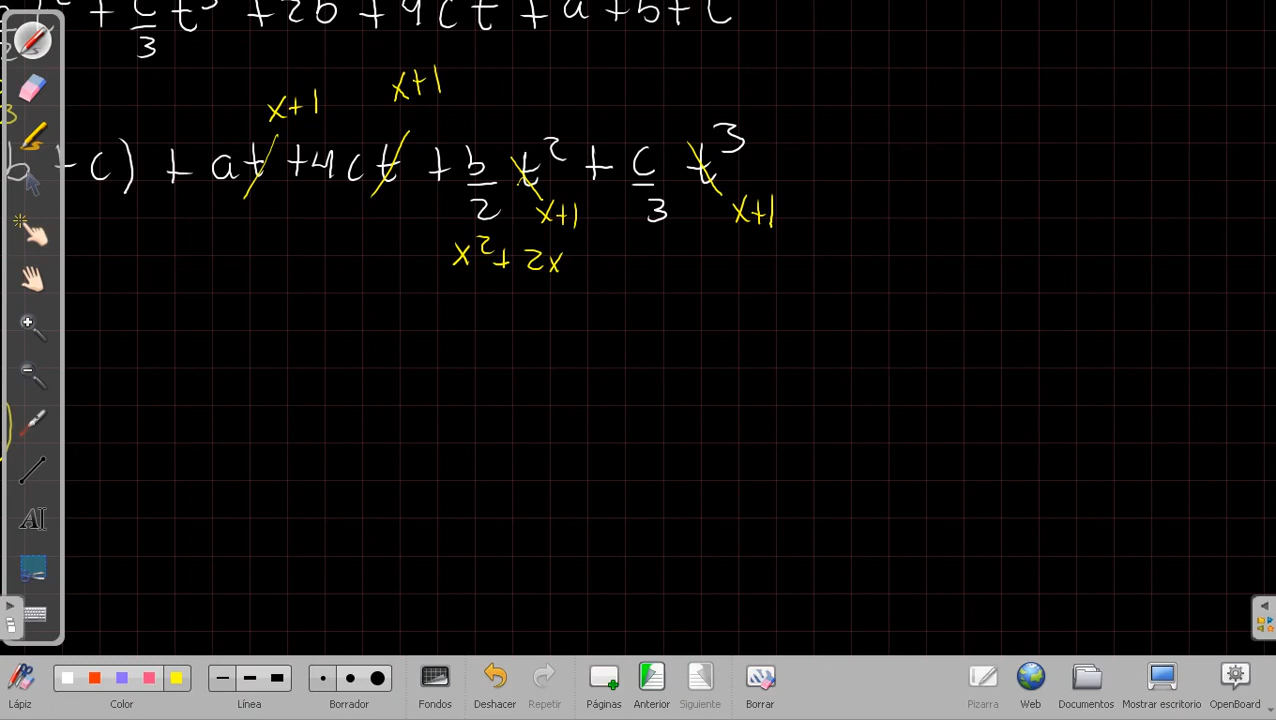 + c/3 t³ + 2b + 4ct + a + b + c
x+1 x+1
b + c) + at + 4ct + b/2 t² + c/3 t³
x+1 x+1
x² + 2x
Lápiz Color Línea Borrador Fondos Deshacer Repetir Páginas Anterior Siguiente Borrar Pizarra Web Documentos Mostrar escritorio OpenBoard